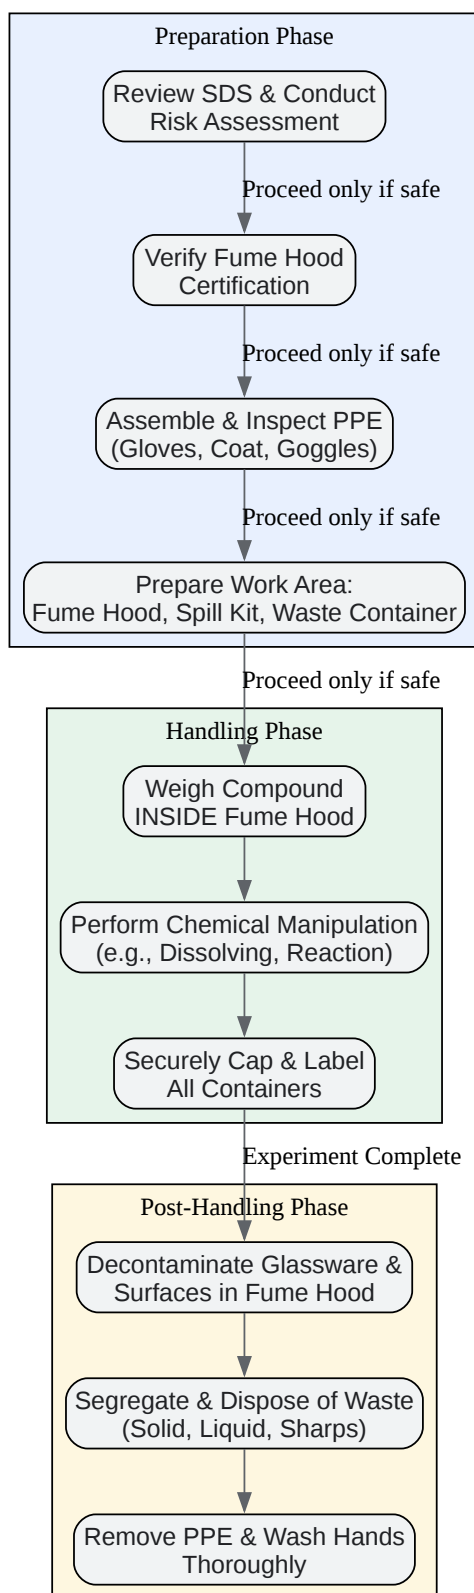 Preparation Phase
Review SDS & Conduct
Risk Assessment
Proceed only if safe
Verify Fume Hood
Certification
Proceed only if safe
Assemble & Inspect PPE
(Gloves, Coat, Goggles)
Proceed only if safe
Prepare Work Area:
Fume Hood, Spill Kit, Waste Container
Proceed only if safe
Handling Phase
Weigh Compound
INSIDE Fume Hood
Perform Chemical Manipulation
(e.g., Dissolving, Reaction)
Securely Cap & Label
All Containers
Experiment Complete
Post-Handling Phase
Decontaminate Glassware &
Surfaces in Fume Hood
Segregate & Dispose of Waste
(Solid, Liquid, Sharps)
Remove PPE & Wash Hands
Thoroughly